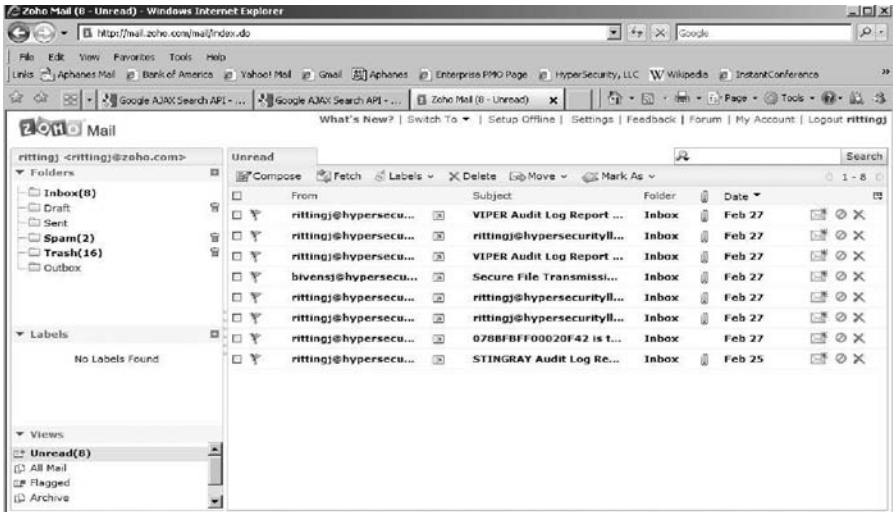 Zoho Mail (8 - Unread) - Windows Internet Explorer
http://mail.zoho.com/mail/index.do
Google
File Edit View Favorites Tools Help
Links Aphanes Mail Bank of America Yahoo! Mail Gmail Aphanes Enterprise PMO Page HyperSecurity, LLC Wikipedia InstantConference
Google AJAX Search API - ... Google AJAX Search API - ... Zoho Mail (8 - Unread) Page Tools
ZOHO Mail
What's New? | Switch To | Setup Offline | Settings | Feedback | Forum | My Account | Logout rittingj
rittingj <rittingj@zoho.com> Unread Search
Folders Compose Fetch Labels Delete Move Mark As 1 - 8
Inbox(8)
Draft
Sent
Spam(2)
Trash(16)
Outbox
From Subject Folder Date
rittingj@hypersecu... VIPER Audit Log Report ... Inbox Feb 27
rittingj@hypersecu... rittingj@hypersecurityll... Inbox Feb 27
rittingj@hypersecu... VIPER Audit Log Report ... Inbox Feb 27
bivensj@hypersecu... Secure File Transmissi... Inbox Feb 27
rittingj@hypersecu... rittingj@hypersecurityll... Inbox Feb 27
rittingj@hypersecu... rittingj@hypersecurityll... Inbox Feb 27
rittingj@hypersecu... 078BFBFF00020F42 is t... Inbox Feb 27
rittingj@hypersecu... STINGRAY Audit Log Re... Inbox Feb 25
Labels
No Labels Found
Views
Unread(8)
All Mail
Flagged
Archive